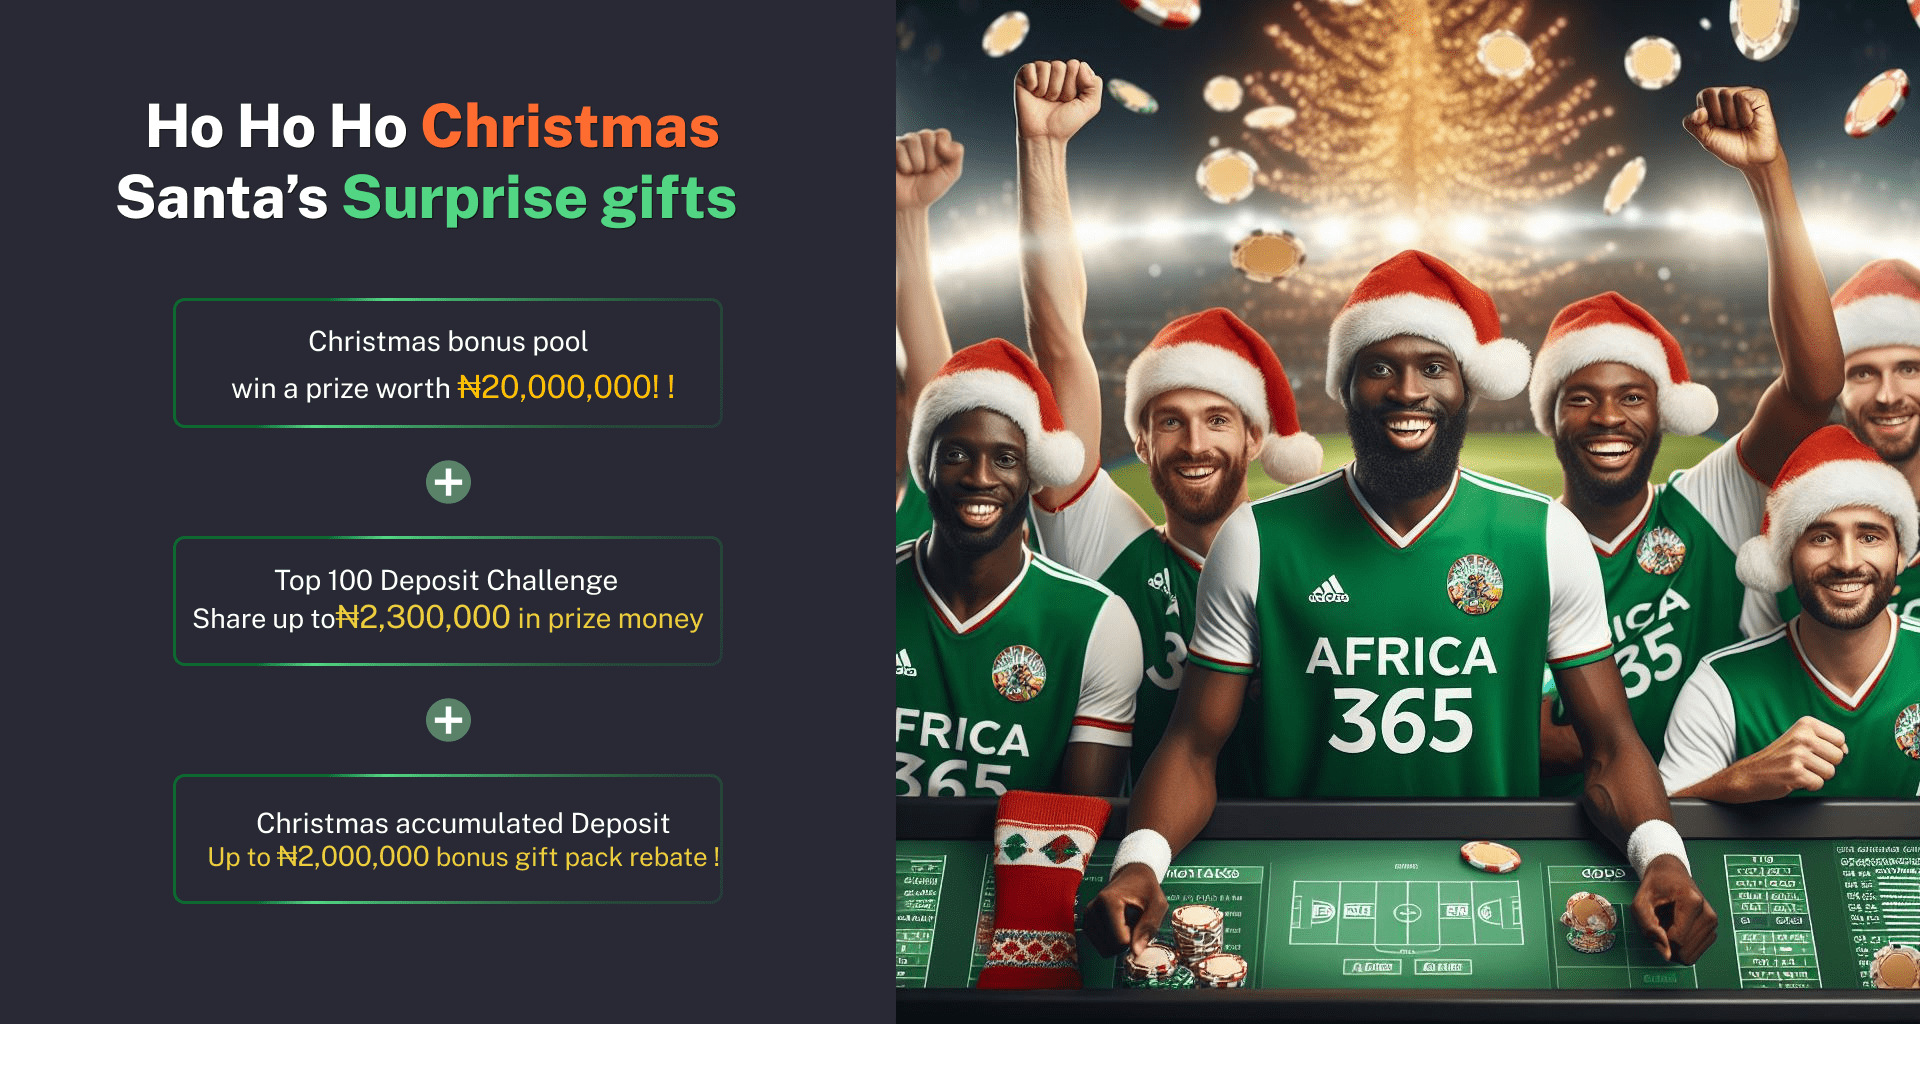 Ho Ho Ho Christmas
Santa’s Surprise gifts
Christmas bonus pool
win a prize worth ₦20,000,000! !
Top 100 Deposit Challenge
Share up to₦2,300,000 in prize money
Christmas accumulated Deposit
Up to ₦2,000,000 bonus gift pack rebate !
AFRICA
365
FRICA
365
3
ICA
35